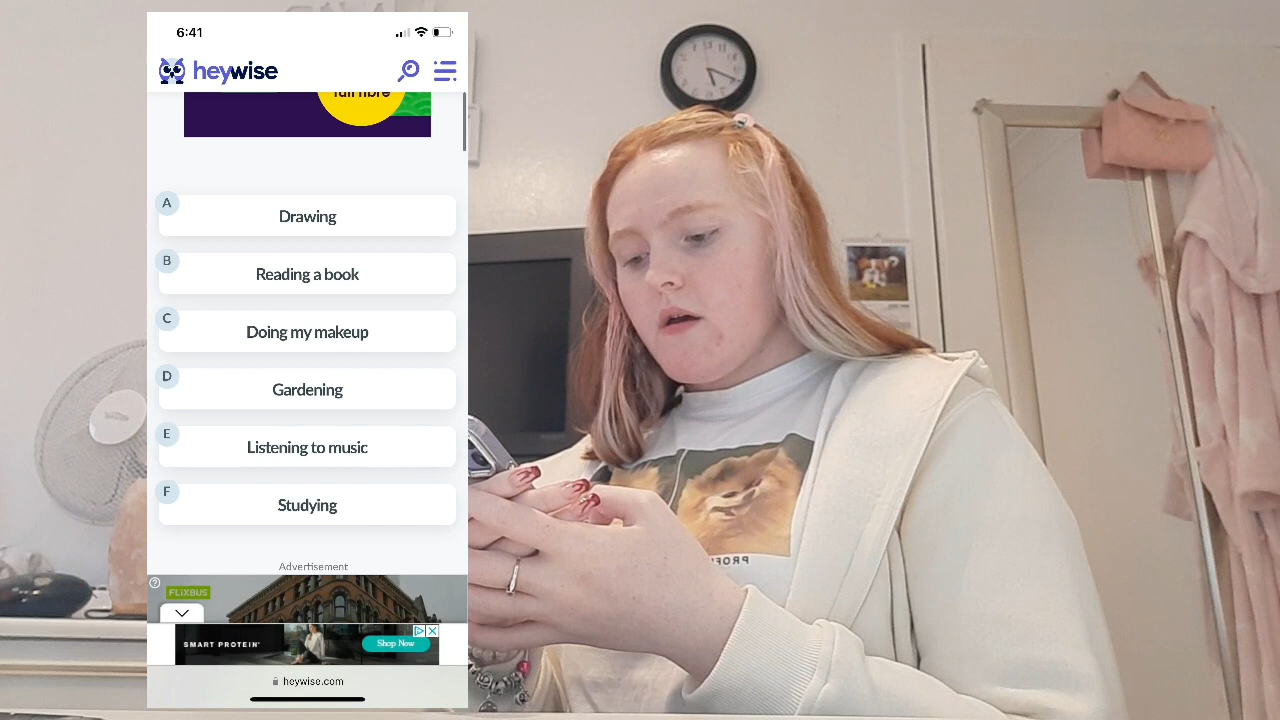 6:41
heywise
full fibre
A
Drawing
B
Reading a book
C
Doing my makeup
D
Gardening
E
Listening to music
F
Studying
Advertisement
FLiXBUS
SMART PROTEIN
Shop Now
heywise.com